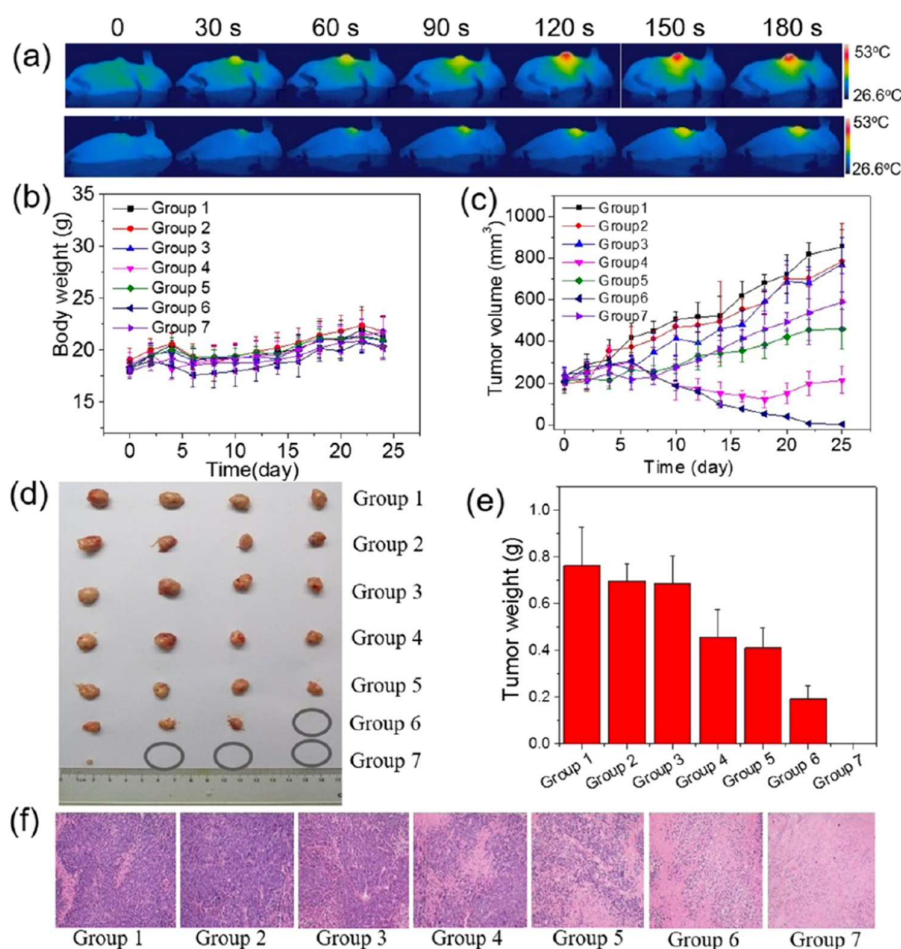 0 30 s 60 s 90 s 120 s 150 s 180 s
(a)
53ºC
26.6ºC
53ºC
26.6ºC
(b)
35
30
25
20
15
Body weight (g)
Group 1
Group 2
Group 3
Group 4
Group 5
Group 6
Group 7
0 5 10 15 20 25
Time(day)
(c)
1000
800
600
400
200
0
Tumor volume (mm³)
Group1
Group2
Group3
Group4
Group5
Group6
Group7
0 5 10 15 20 25
Time (day)
(d)
Group 1
Group 2
Group 3
Group 4
Group 5
Group 6
Group 7
(e)
1.0
0.8
0.6
0.4
0.2
0.0
Tumor weight (g)
Group 1 Group 2 Group 3 Group 4 Group 5 Group 6 Group 7
(f)
Group 1 Group 2 Group 3 Group 4 Group 5 Group 6 Group 7